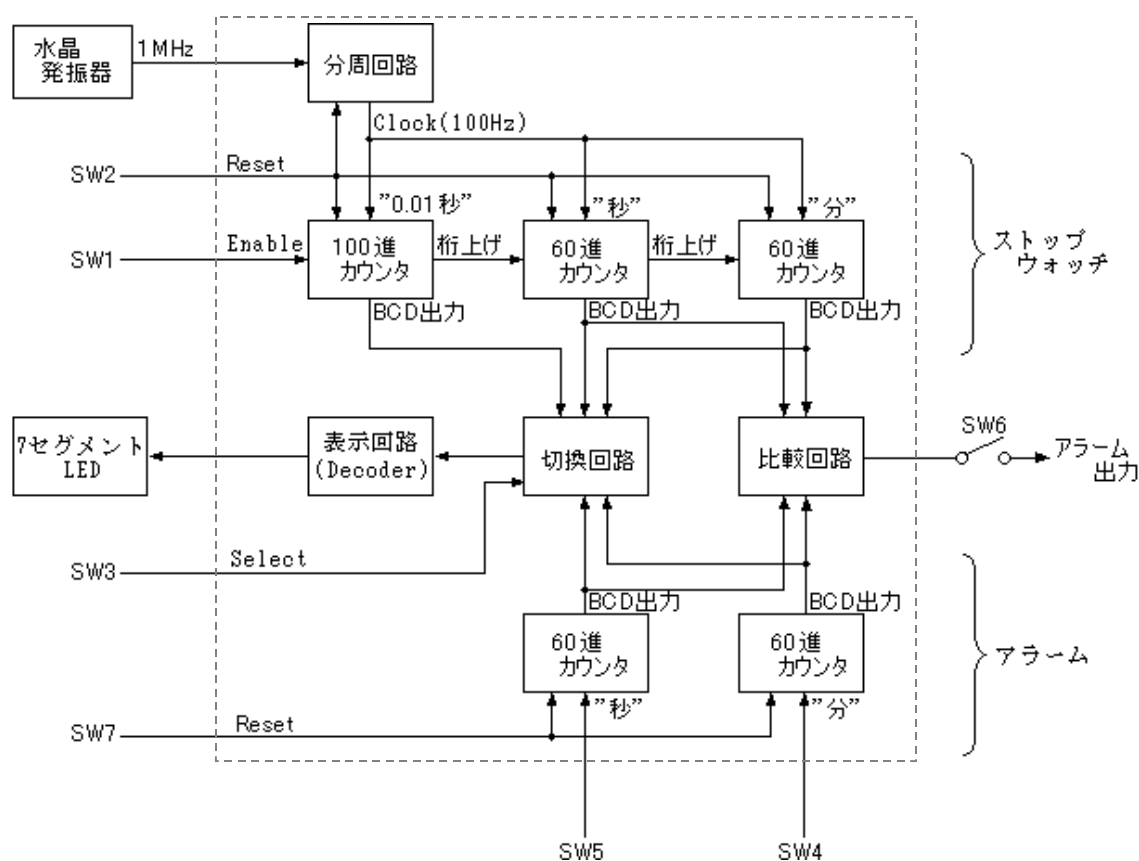 水晶
発振器
1MHz
分周回路
Clock(100Hz)
SW2
Reset
"0.01秒"
"秒"
"分"
SW1
Enable
100進
カウンタ
桁上げ
60進
カウンタ
桁上げ
60進
カウンタ
ストップ
ウォッチ
BCD出力
BCD出力
BCD出力
7セグメント
LED
表示回路
(Decoder)
切換回路
比較回路
SW6
アラーム
出力
SW3
Select
BCD出力
BCD出力
60進
カウンタ
60進
カウンタ
アラーム
"秒"
"分"
SW7
Reset
SW5
SW4